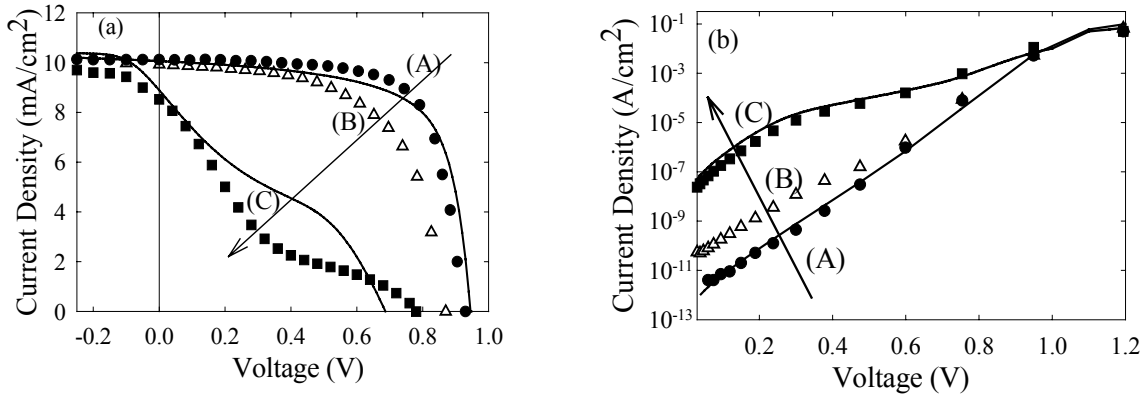 (a)
(A)
(B)
(C)
Current Density (mA/cm²)
12
10
8
6
4
2
0
-0.2 0.0 0.2 0.4 0.6 0.8 1.0
Voltage (V)
(b)
(C)
(B)
(A)
Current Density (A/cm²)
10⁻¹
10⁻³
10⁻⁵
10⁻⁷
10⁻⁹
10⁻¹¹
10⁻¹³
0.2 0.4 0.6 0.8 1.0 1.2
Voltage (V)